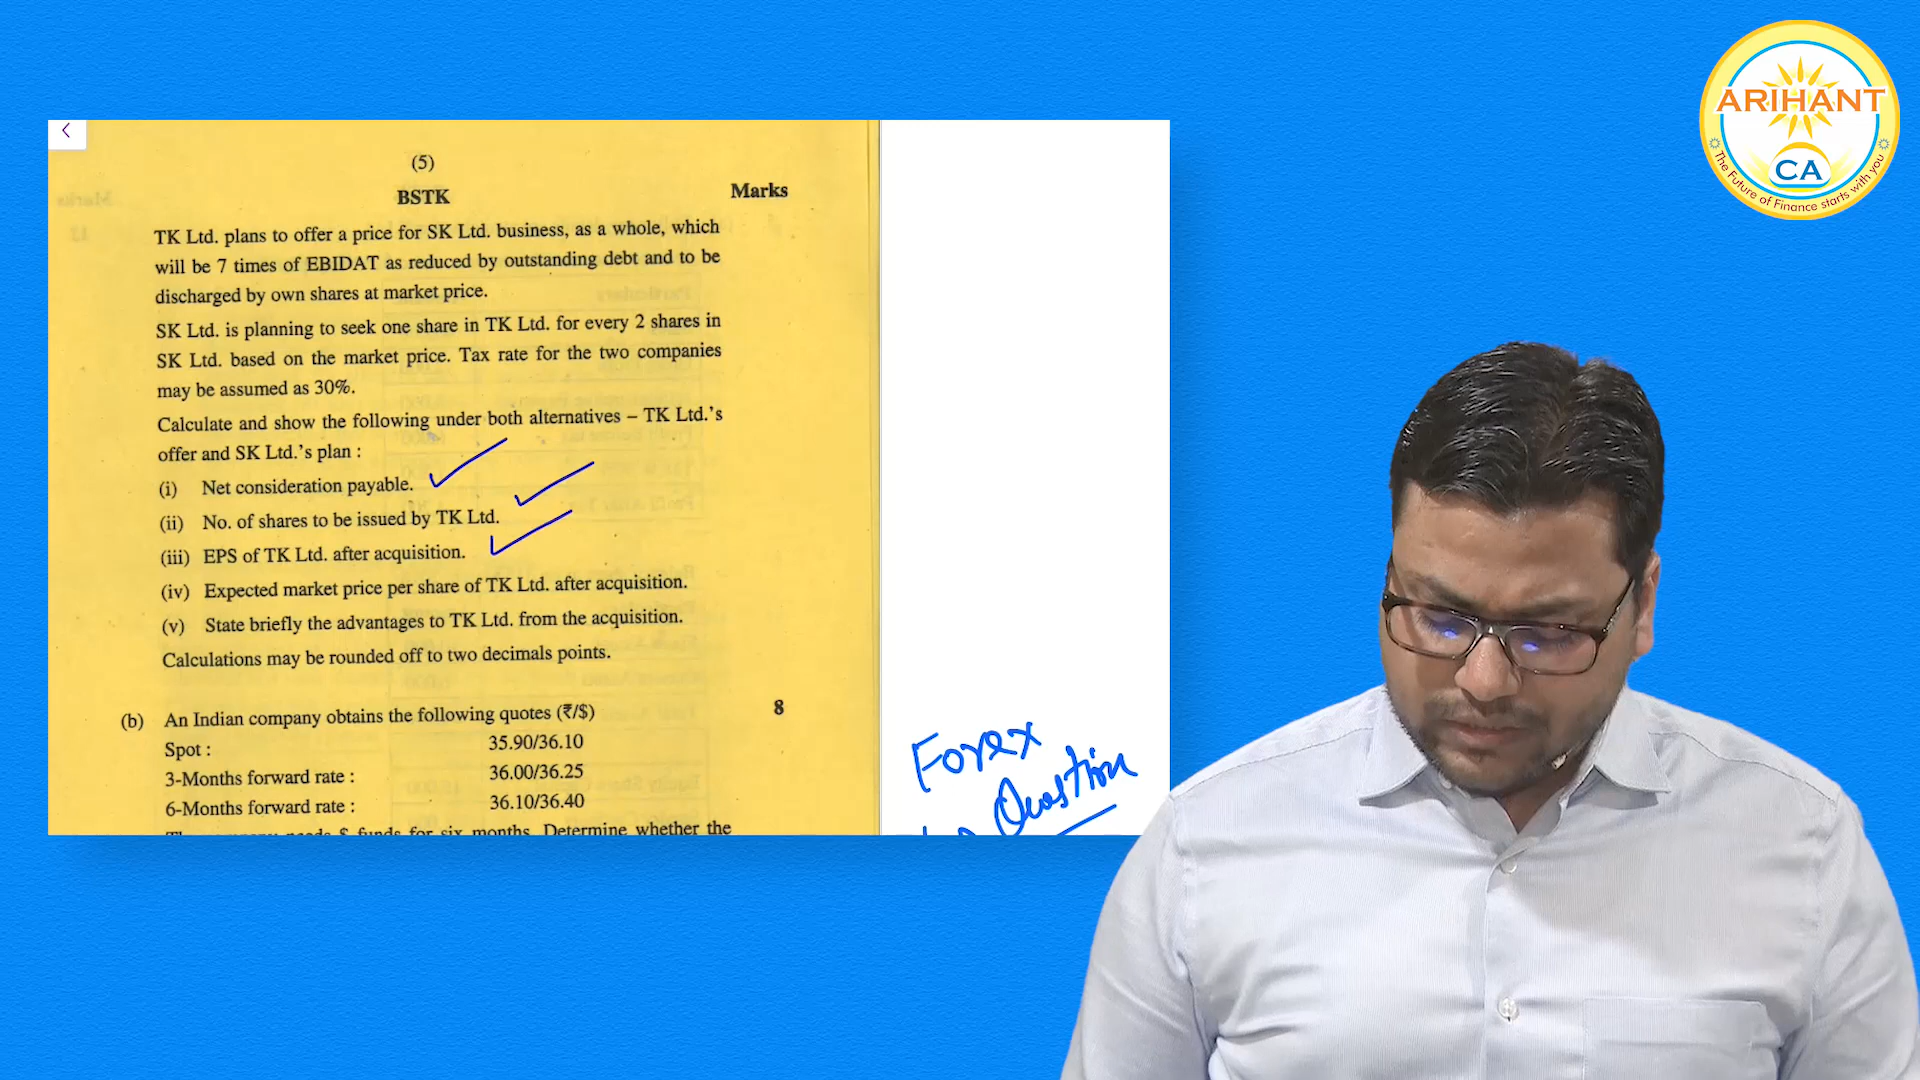 (5)
BSTK
Marks
TK Ltd. plans to offer a price for SK Ltd. business, as a whole, which
will be 7 times of EBIDAT as reduced by outstanding debt and to be
discharged by own shares at market price.
SK Ltd. is planning to seek one share in TK Ltd. for every 2 shares in
SK Ltd. based on the market price. Tax rate for the two companies
may be assumed as 30%.
Calculate and show the following under both alternatives – TK Ltd.'s
offer and SK Ltd.'s plan :
(i) Net consideration payable.
(ii) No. of shares to be issued by TK Ltd.
(iii) EPS of TK Ltd. after acquisition.
(iv) Expected market price per share of TK Ltd. after acquisition.
(v) State briefly the advantages to TK Ltd. from the acquisition.
Calculations may be rounded off to two decimals points.
(b) An Indian company obtains the following quotes (₹/$) 8
Spot : 35.90/36.10
3-Months forward rate : 36.00/36.25
6-Months forward rate : 36.10/36.40
$ funds for six months. Determine whether the
Forex
Question
ARIHANT
CA
The Future of Finance starts with you